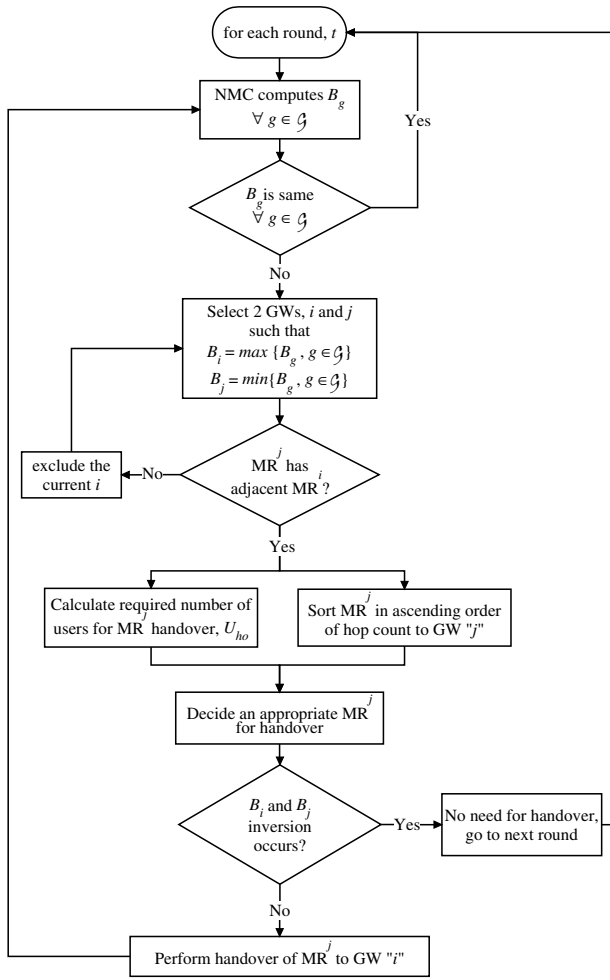 for each round, t
NMC computes B_g
∀ g ∈ 𝒢
Yes
B_g is same
∀ g ∈ 𝒢
No
Select 2 GWs, i and j
such that
B_i = max {B_g , g ∈ 𝒢}
B_j = min{B_g , g ∈ 𝒢}
exclude the
current i
No
MR^j has
adjacent MR^i ?
Yes
Calculate required number of
users for MR^j handover, U_ho
Sort MR^j in ascending order
of hop count to GW "j"
Decide an appropriate MR^j
for handover
B_i and B_j
inversion
occurs?
Yes
No need for handover,
go to next round
No
Perform handover of MR^j to GW "i"